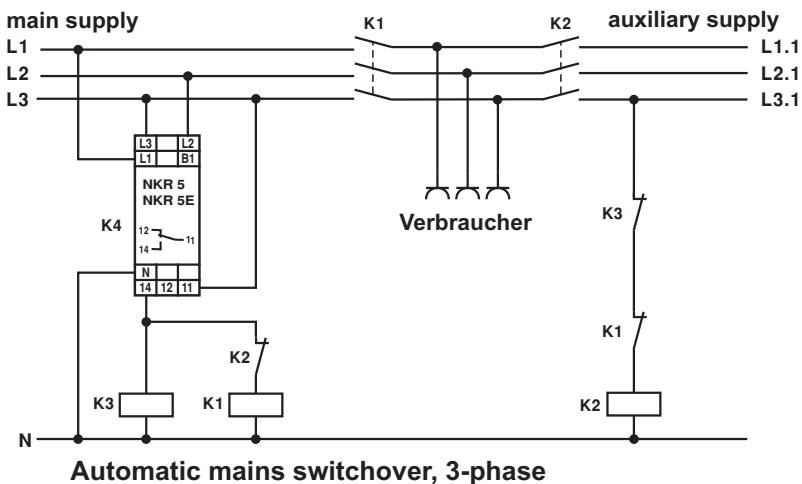 main supply K1 K2 auxiliary supply
L1 L1.1
L2 L2.1
L3 L3.1
L3 L2
L1 B1
NKR 5
NKR 5E
K4
12 11
14
N
14 12 11
Verbraucher
K3
K1
K2
K3 K1 K2
N
Automatic mains switchover, 3-phase